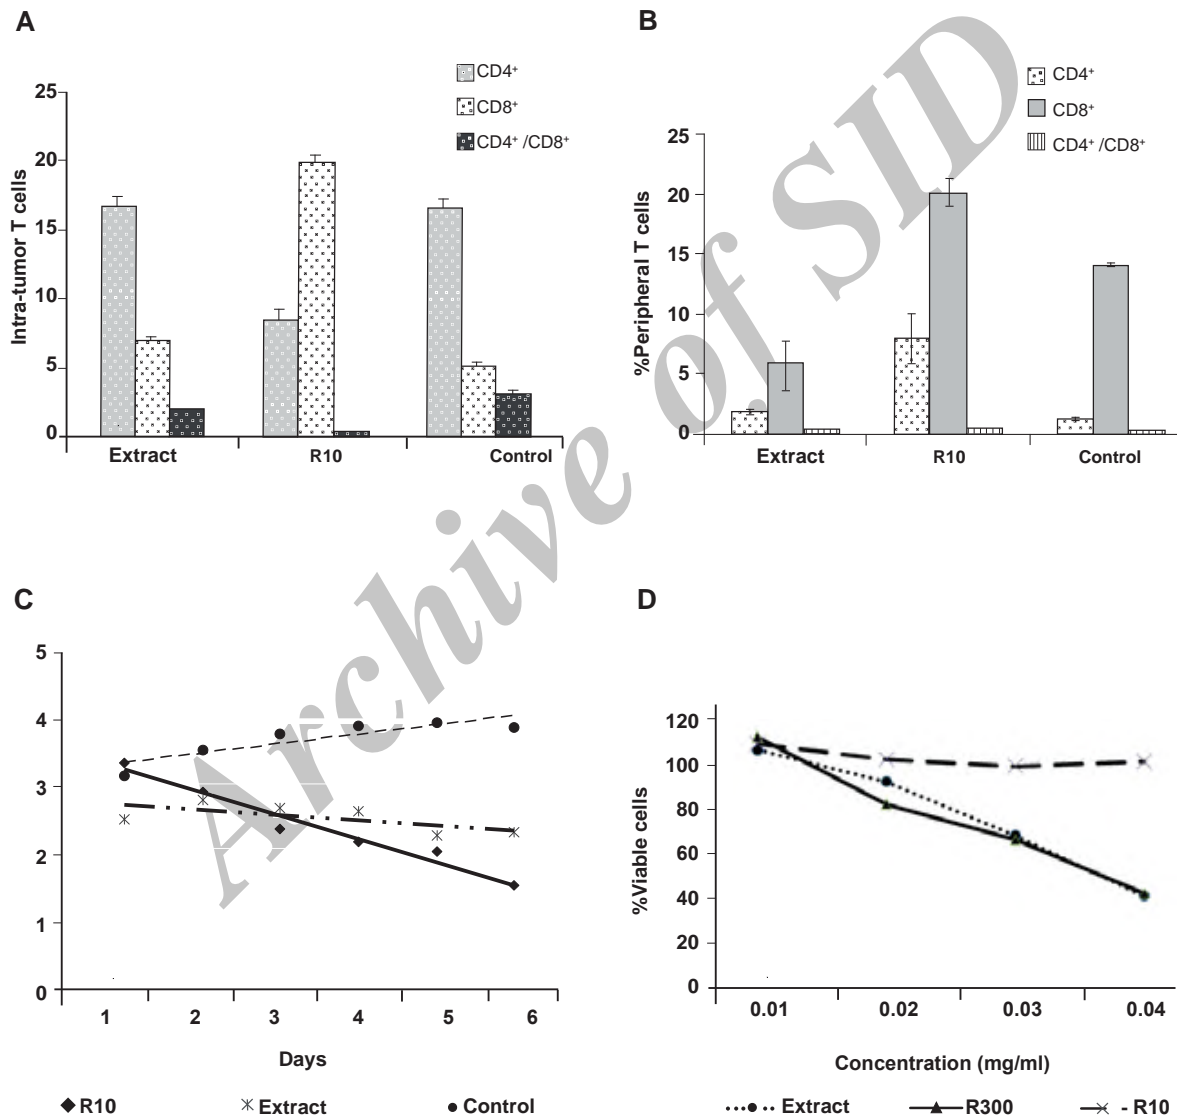 A
CD4+
CD8+
CD4+ /CD8+
25
20
15
10
5
0
Intra-tumor T cells
Extract
R10
Control
B
CD4+
CD8+
CD4+ /CD8+
25
20
15
10
5
0
%Peripheral T cells
Extract
R10
Control
Archive of SID
C
5
4
3
2
1
0
1 2 3 4 5 6
Days
R10 Extract Control
D
120
100
80
60
40
20
0
%Viable cells
0.01 0.02 0.03 0.04
Concentration (mg/ml)
Extract R300 - R10